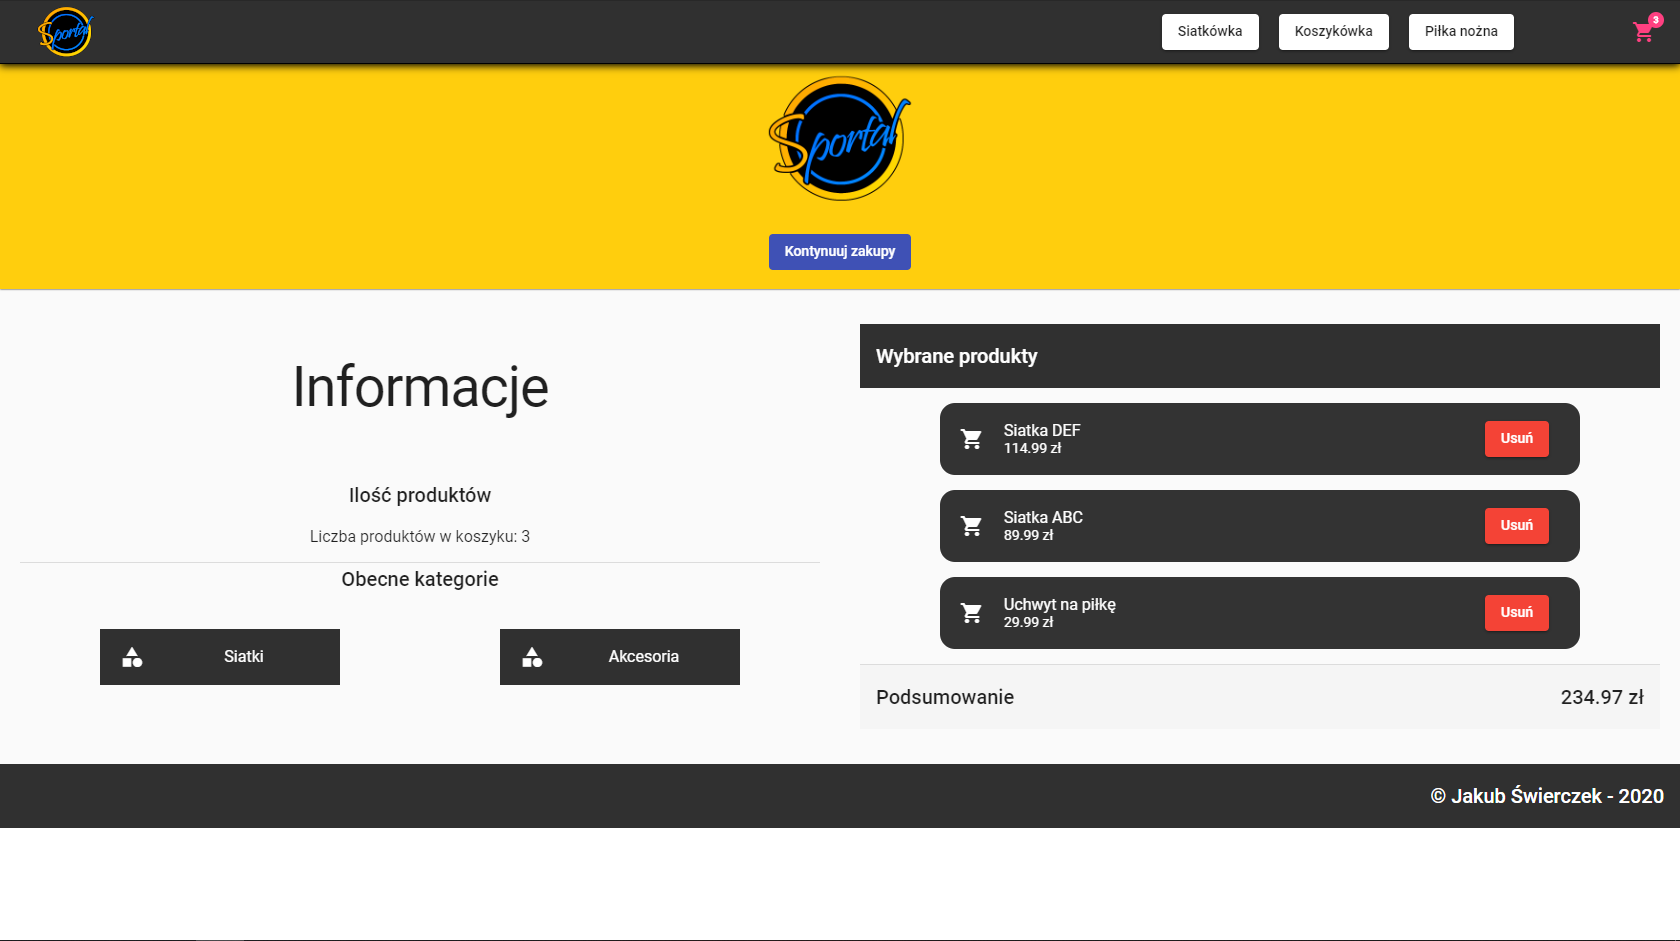 Sportal
Siatkówka
Koszykówka
Piłka nożna
3
Sportal
Kontynuuj zakupy
Informacje
Ilość produktów
Liczba produktów w koszyku: 3
Obecne kategorie
Siatki
Akcesoria
Wybrane produkty
Siatka DEF
114.99 zł
Usuń
Siatka ABC
89.99 zł
Usuń
Uchwyt na piłkę
29.99 zł
Usuń
Podsumowanie
234.97 zł
© Jakub Świerczek - 2020